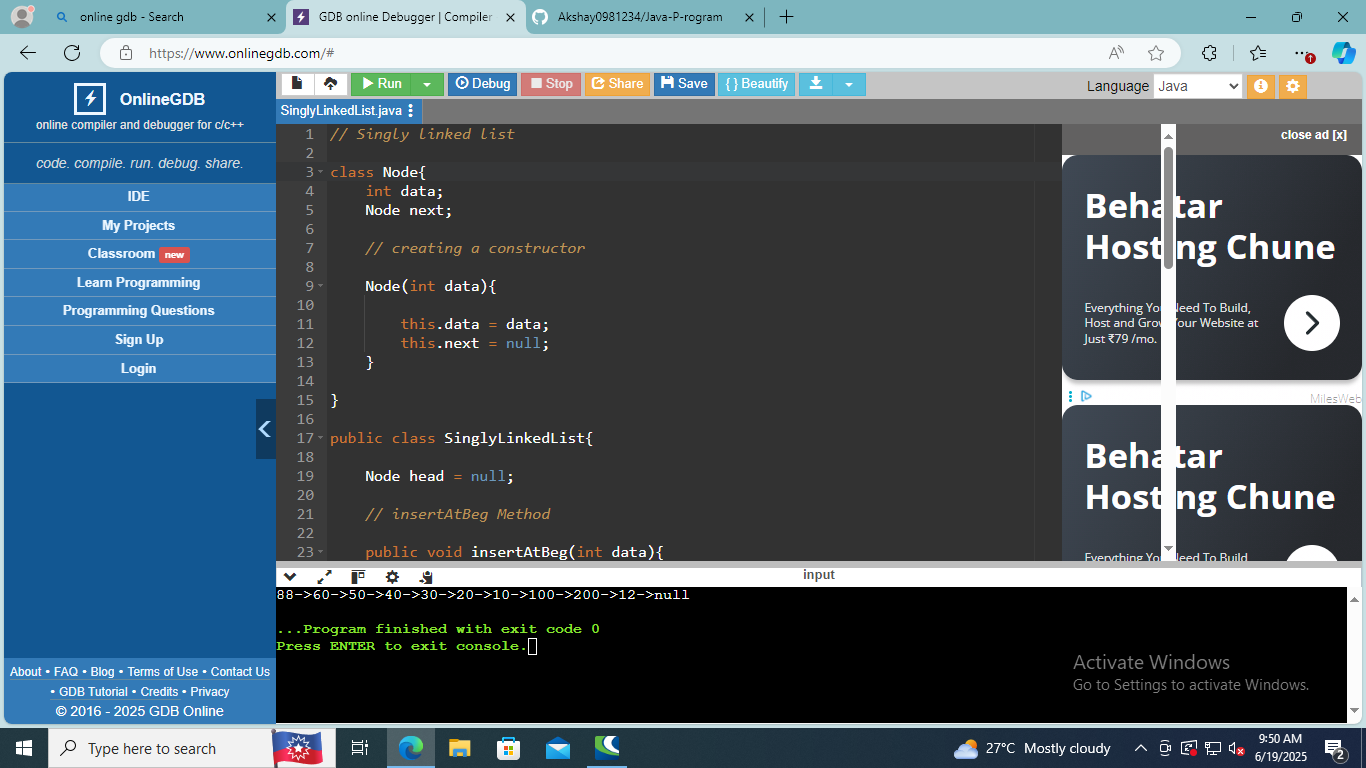 online gdb - Search
GDB online Debugger | Compiler
Akshay0981234/Java-P-rogram
https://www.onlinegdb.com/#
OnlineGDB
online compiler and debugger for c/c++
code. compile. run. debug. share.
IDE
My Projects
Classroom new
Learn Programming
Programming Questions
Sign Up
Login
About • FAQ • Blog • Terms of Use • Contact Us
• GDB Tutorial • Credits • Privacy
© 2016 - 2025 GDB Online
Run Debug Stop Share Save { } Beautify
Language Java
SinglyLinkedList.java
1 // Singly linked list
2
3 class Node{
4 int data;
5 Node next;
6
7 // creating a constructor
8
9 Node(int data){
10
11 this.data = data;
12 this.next = null;
13 }
14
15 }
16
17 public class SinglyLinkedList{
18
19 Node head = null;
20
21 // insertAtBeg Method
22
23 public void insertAtBeg(int data){
close ad [x]
Behatar
Hosting Chune
Everything You Need To Build,
Host and Grow Your Website at
Just ₹79 /mo.
MilesWeb
Behatar
Hosting Chune
Everything You Need To Build
input
88->60->50->40->30->20->10->100->200->12->null
...Program finished with exit code 0
Press ENTER to exit console.
Activate Windows
Go to Settings to activate Windows.
Type here to search
27°C Mostly cloudy
9:50 AM
6/19/2025
2